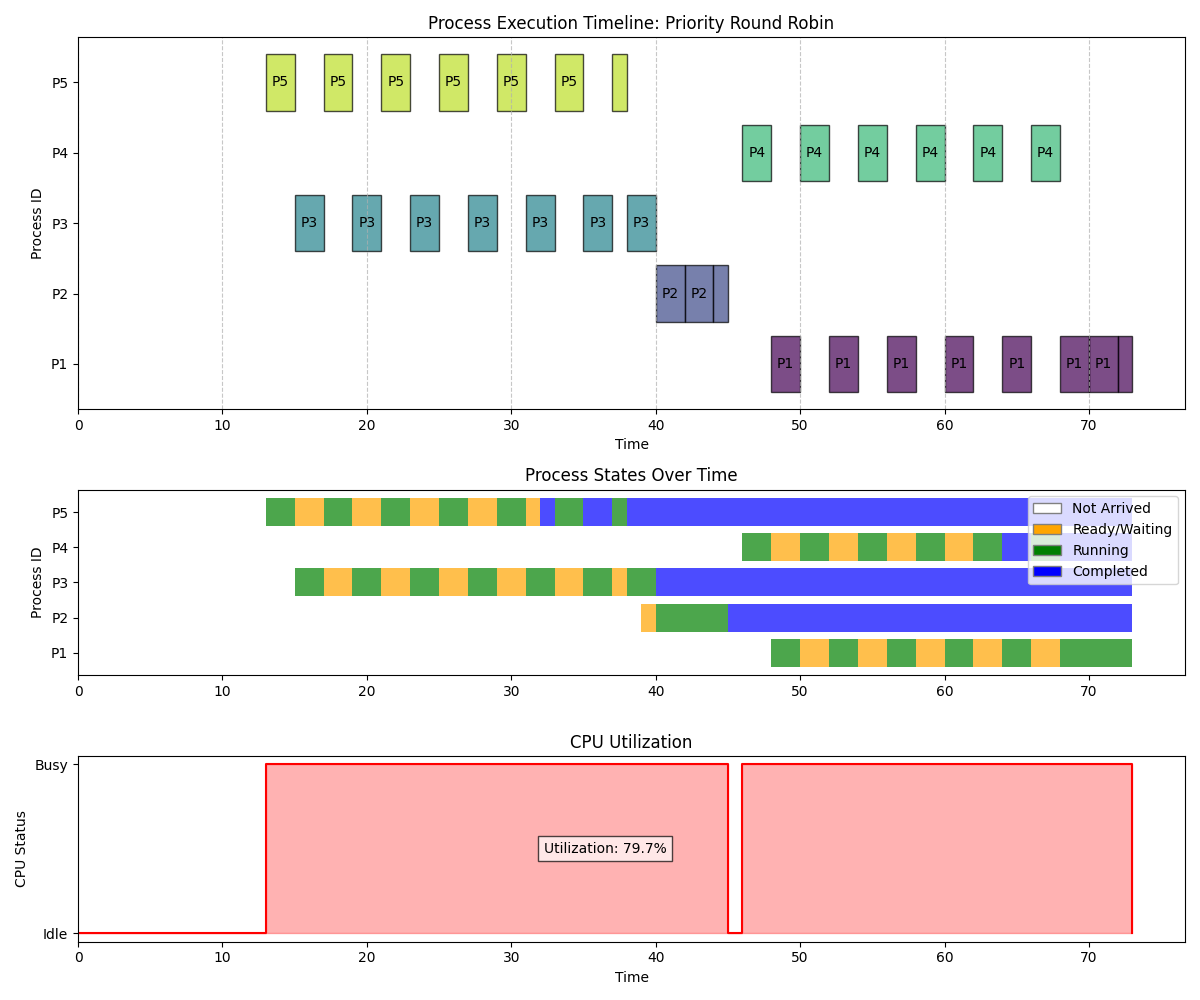 Process Execution Timeline: Priority Round Robin
Process ID
P5
P5 P5 P5 P5 P5 P5
P4
P4 P4 P4 P4 P4 P4
P3
P3 P3 P3 P3 P3 P3 P3
P2
P2 P2
P1
P1 P1 P1 P1 P1 P1 P1
0 10 20 30 40 50 60 70
Time
Process States Over Time
Process ID
P5
P4
P3
P2
P1
Not Arrived
Ready/Waiting
Running
Completed
0 10 20 30 40 50 60 70
CPU Utilization
CPU Status
Busy
Utilization: 79.7%
Idle
0 10 20 30 40 50 60 70
Time